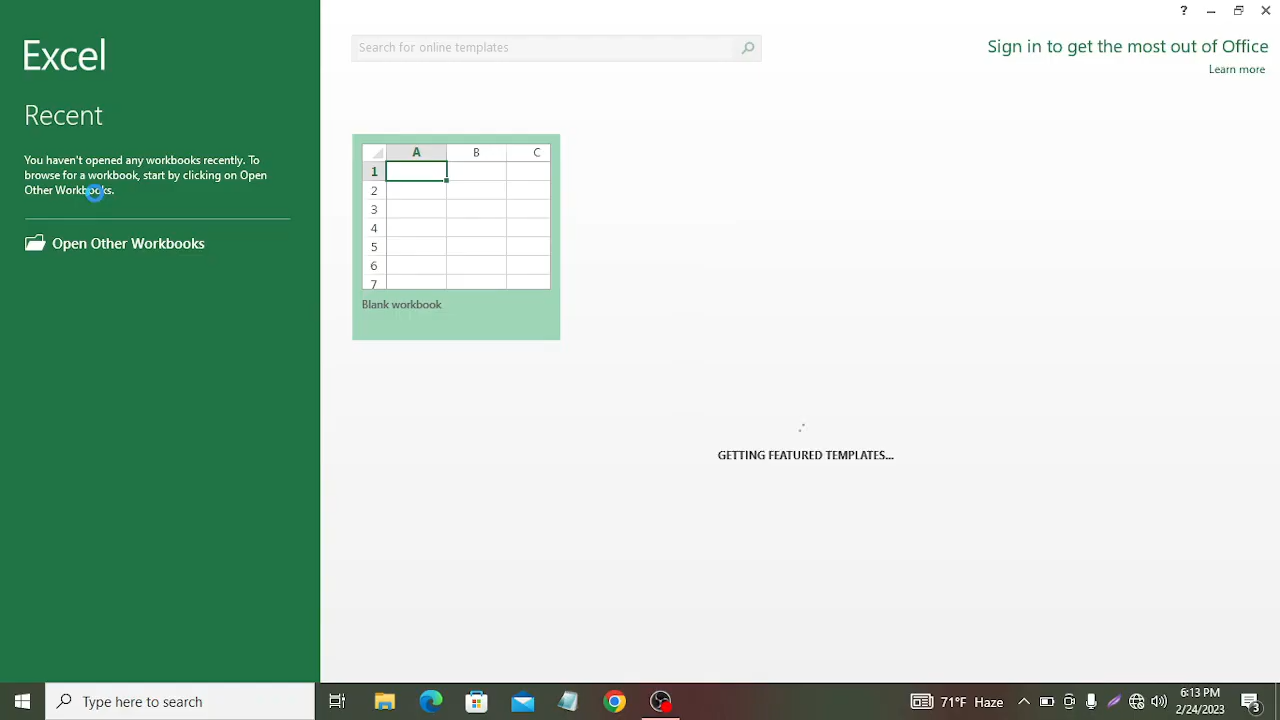 Excel
Recent
You haven't opened any workbooks recently. To
browse for a workbook, start by clicking on Open
Other Workbooks.
Open Other Workbooks
?
Search for online templates
Sign in to get the most out of Office
Learn more
A B C
1
2
3
4
5
6
7
Blank workbook
GETTING FEATURED TEMPLATES...
Type here to search
71°F Haze
6:13 PM
2/24/2023
3